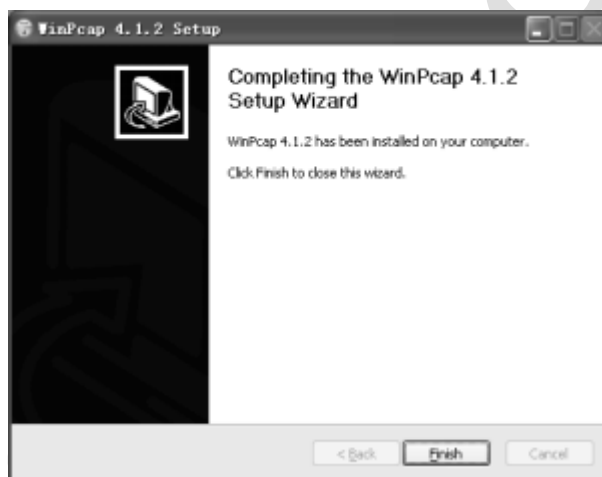 WinPcap 4.1.2 Setup
Completing the WinPcap 4.1.2
Setup Wizard
WinPcap 4.1.2 has been installed on your computer.
Click Finish to close this wizard.
< Back
Finish
Cancel